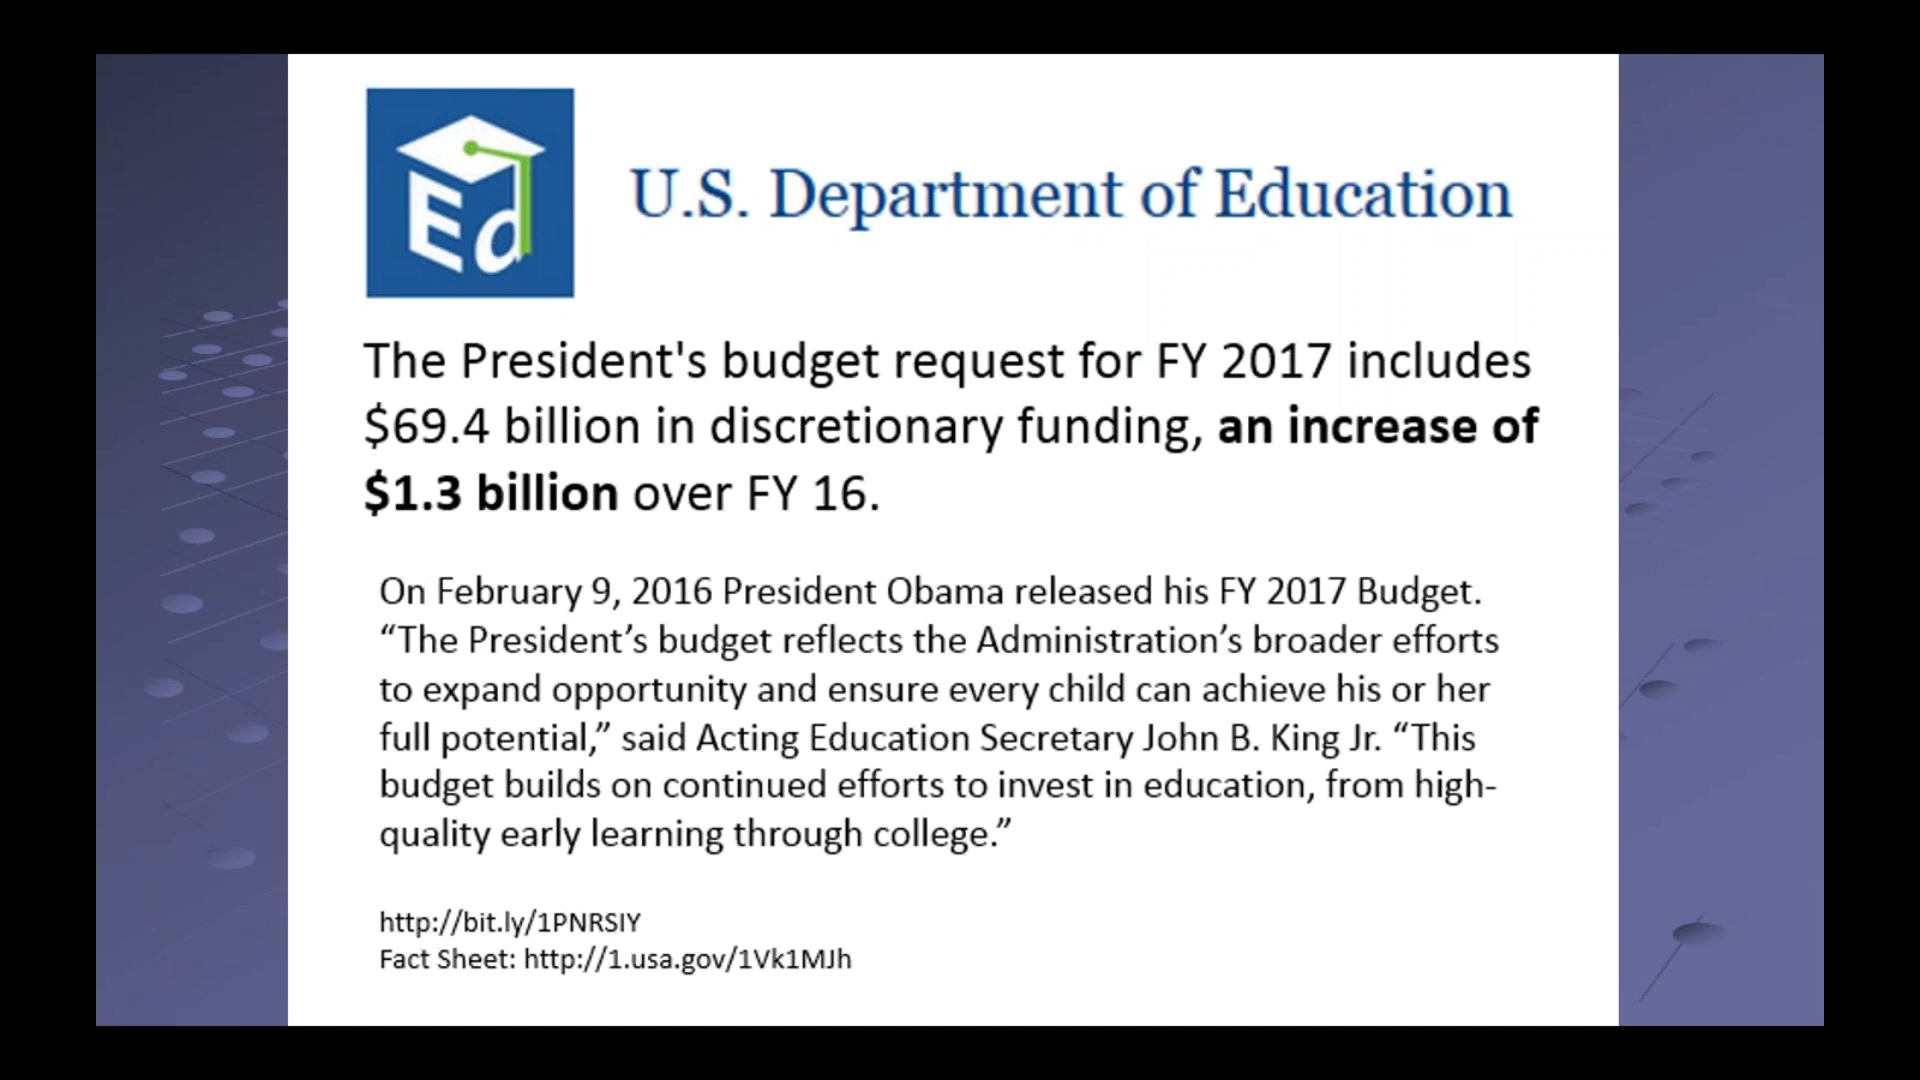 Ed
U.S. Department of Education
The President's budget request for FY 2017 includes
$69.4 billion in discretionary funding, an increase of
$1.3 billion over FY 16.
On February 9, 2016 President Obama released his FY 2017 Budget.
“The President’s budget reflects the Administration’s broader efforts
to expand opportunity and ensure every child can achieve his or her
full potential,” said Acting Education Secretary John B. King Jr. “This
budget builds on continued efforts to invest in education, from high-
quality early learning through college.”
http://bit.ly/1PNRSIY
Fact Sheet: http://1.usa.gov/1Vk1MJh